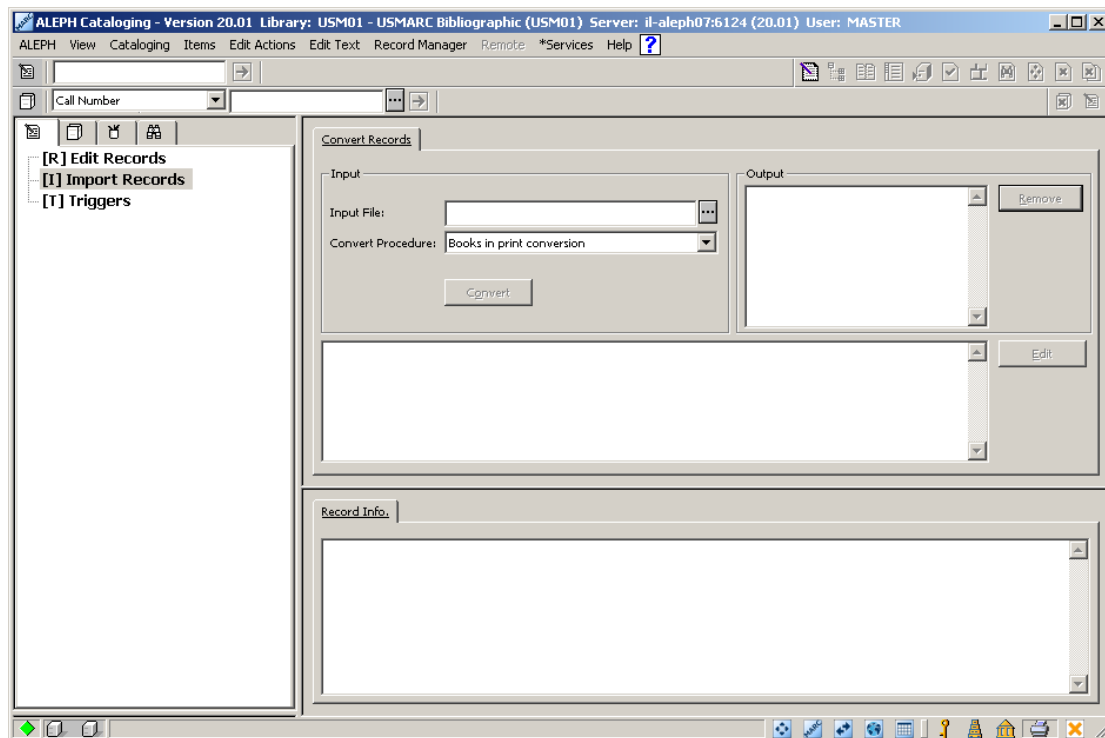 ALEPH Cataloging - Version 20.01 Library: USM01 - USMARC Bibliographic (USM01) Server: il-aleph07:6124 (20.01) User: MASTER
ALEPH View Cataloging Items Edit Actions Edit Text Record Manager Remote *Services Help ?
Call Number
[R] Edit Records
[I] Import Records
[T] Triggers
Convert Records
Input
Input File:
Convert Procedure: Books in print conversion
Convert
Output
Remove
Edit
Record Info.